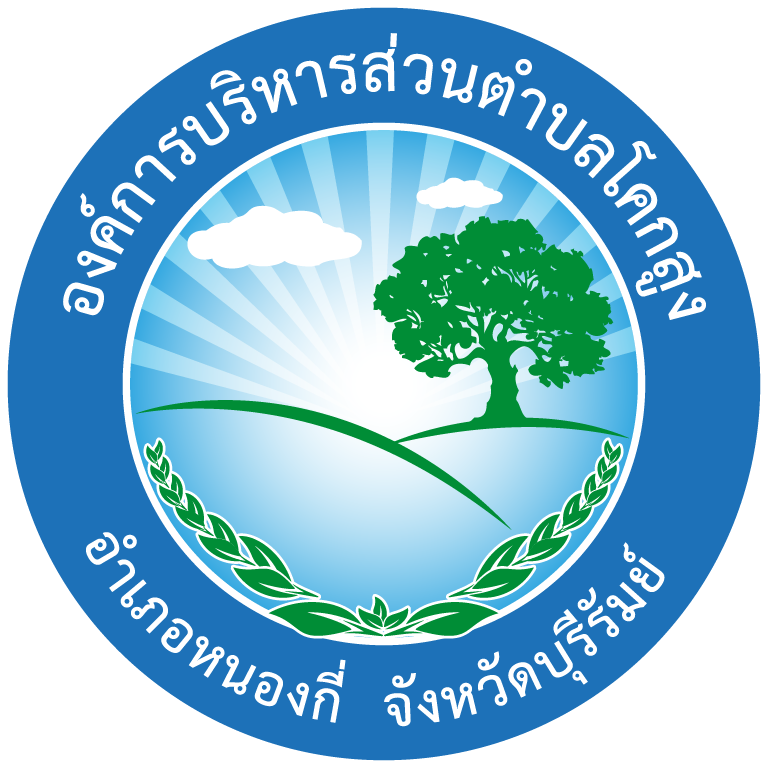 องค์การบริหารส่วนตำบลโคกสูง
อำเภอหนองกี่ จังหวัดบุรีรัมย์